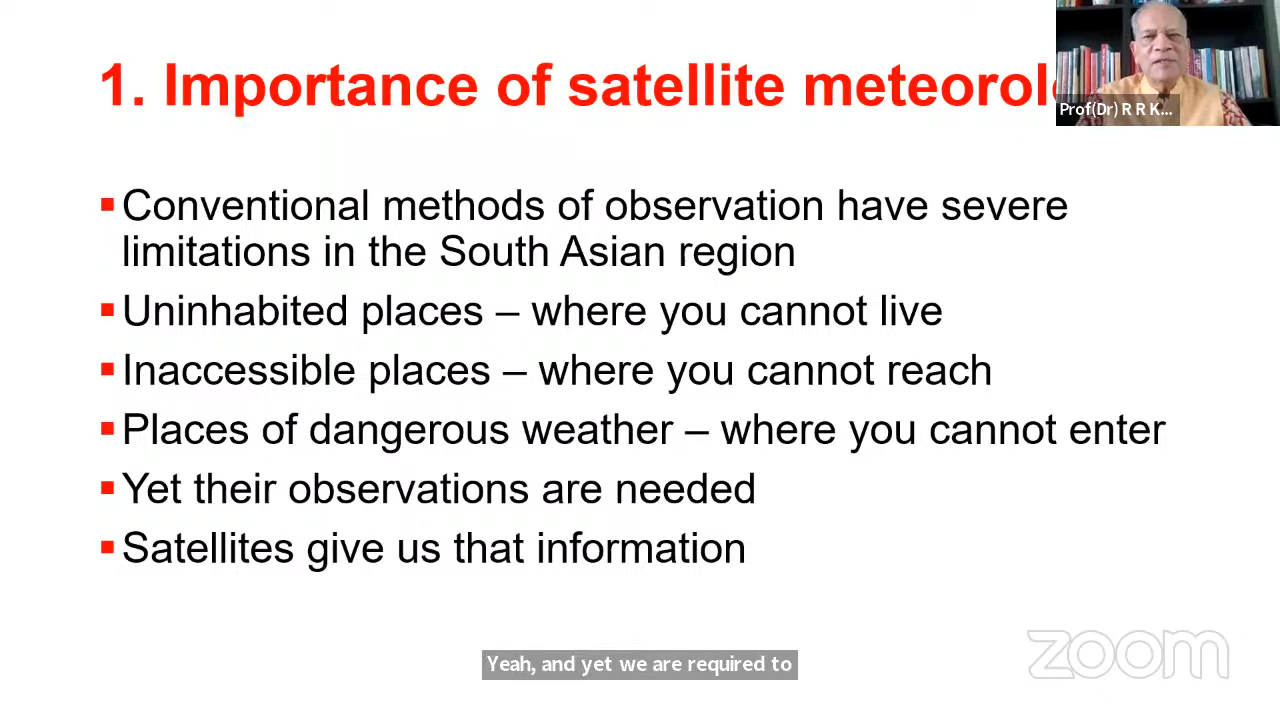 1. Importance of satellite meteorol
Prof(Dr) R R K...
▪Conventional methods of observation have severe
limitations in the South Asian region
▪Uninhabited places – where you cannot live
▪Inaccessible places – where you cannot reach
▪Places of dangerous weather – where you cannot enter
▪Yet their observations are needed
▪Satellites give us that information
Yeah, and yet we are required to
zoom